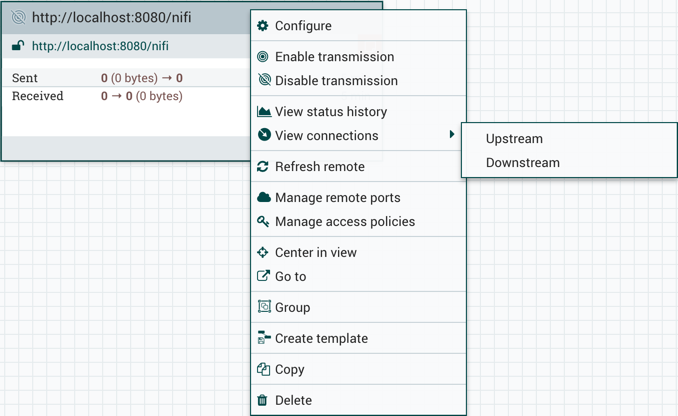 http://localhost:8080/nifi
http://localhost:8080/nifi
Sent 0 (0 bytes) → 0
Received 0 → 0 (0 bytes)
Configure
Enable transmission
Disable transmission
View status history
View connections
Upstream
Downstream
Refresh remote
Manage remote ports
Manage access policies
Center in view
Go to
Group
Create template
Copy
Delete